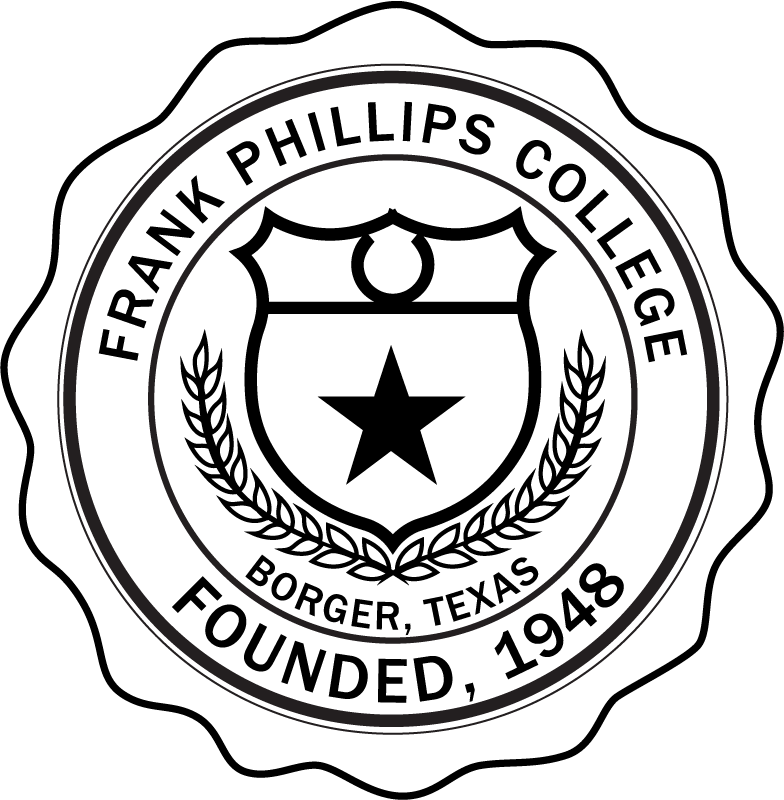 FRANK PHILLIPS COLLEGE
BORGER, TEXAS
FOUNDED, 1948